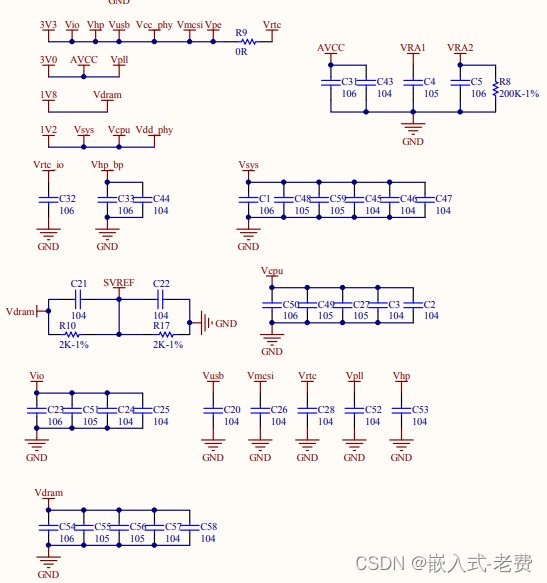 GND
3V3 Vio Vhp Vusb Vcc_phy Vmcsi Vpe R9 Vrtc
0R
3V0 AVCC Vpll
AVCC VRA1 VRA2
C31 C43 C4 C5 R8
106 104 105 106 200K-1%
GND
1V8 Vdram
1V2 Vsys Vcpu Vdd_phy
Vrtc_io Vhp_bp Vsys
C32 C33 C44 C1 C48 C59 C45 C46 C47
106 106 104 106 105 105 104 104 104
GND GND GND
C21 SVREF C22
Vdram 104 104 GND
R10 R17
2K-1% 2K-1%
Vcpu
C50 C49 C27 C3 C2
106 105 105 104 104
GND
Vio Vusb Vmcsi Vrtc Vpll Vhp
C23 C51 C24 C25 C20 C26 C28 C52 C53
106 105 104 104 104 104 104 104 104
GND GND GND GND GND GND
Vdram
C54 C55 C56 C57 C58
106 105 105 104 104
GND
CSDN @嵌入式-老费